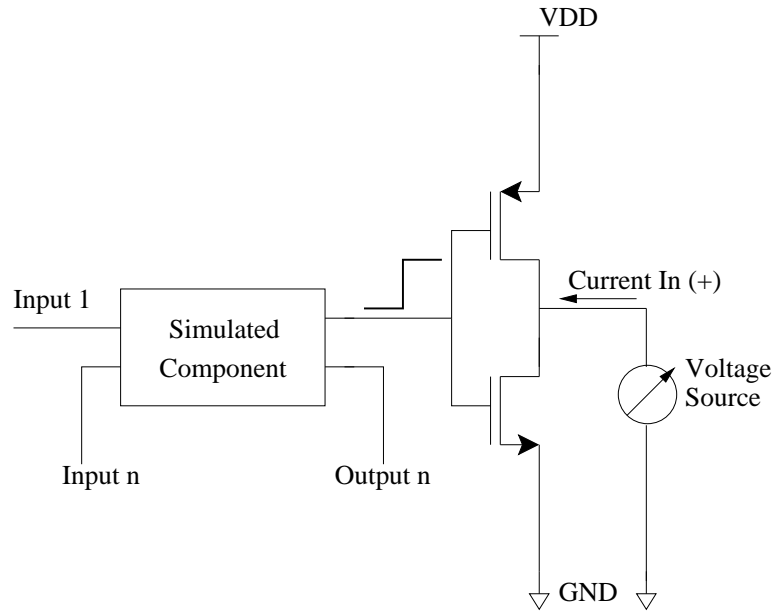 VDD
Current In (+)
Input 1
Simulated
Component
Voltage
Source
Input n
Output n
GND